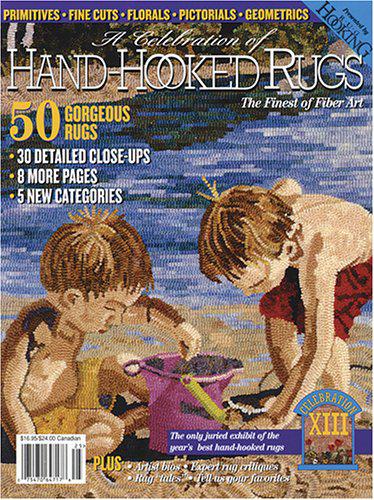 PRIMITIVES • FINE CUTS • FLORALS • PICTORIALS • GEOMETRICS
Presented by
RUG HOOKING
A Celebration of
HAND-HOOKED RUGS
The Finest of Fiber Art
50 GORGEOUS
RUGS
• 30 DETAILED CLOSE-UPS
• 8 MORE PAGES
• 5 NEW CATEGORIES
CELEBRATION
XIII
$16.95/$24.00 Canadian
The only juried exhibit of the
year's best hand-hooked rugs
PLUS:
• Artist bios • Expert rug critiques
• Rug "tales" • Tell us your favorites